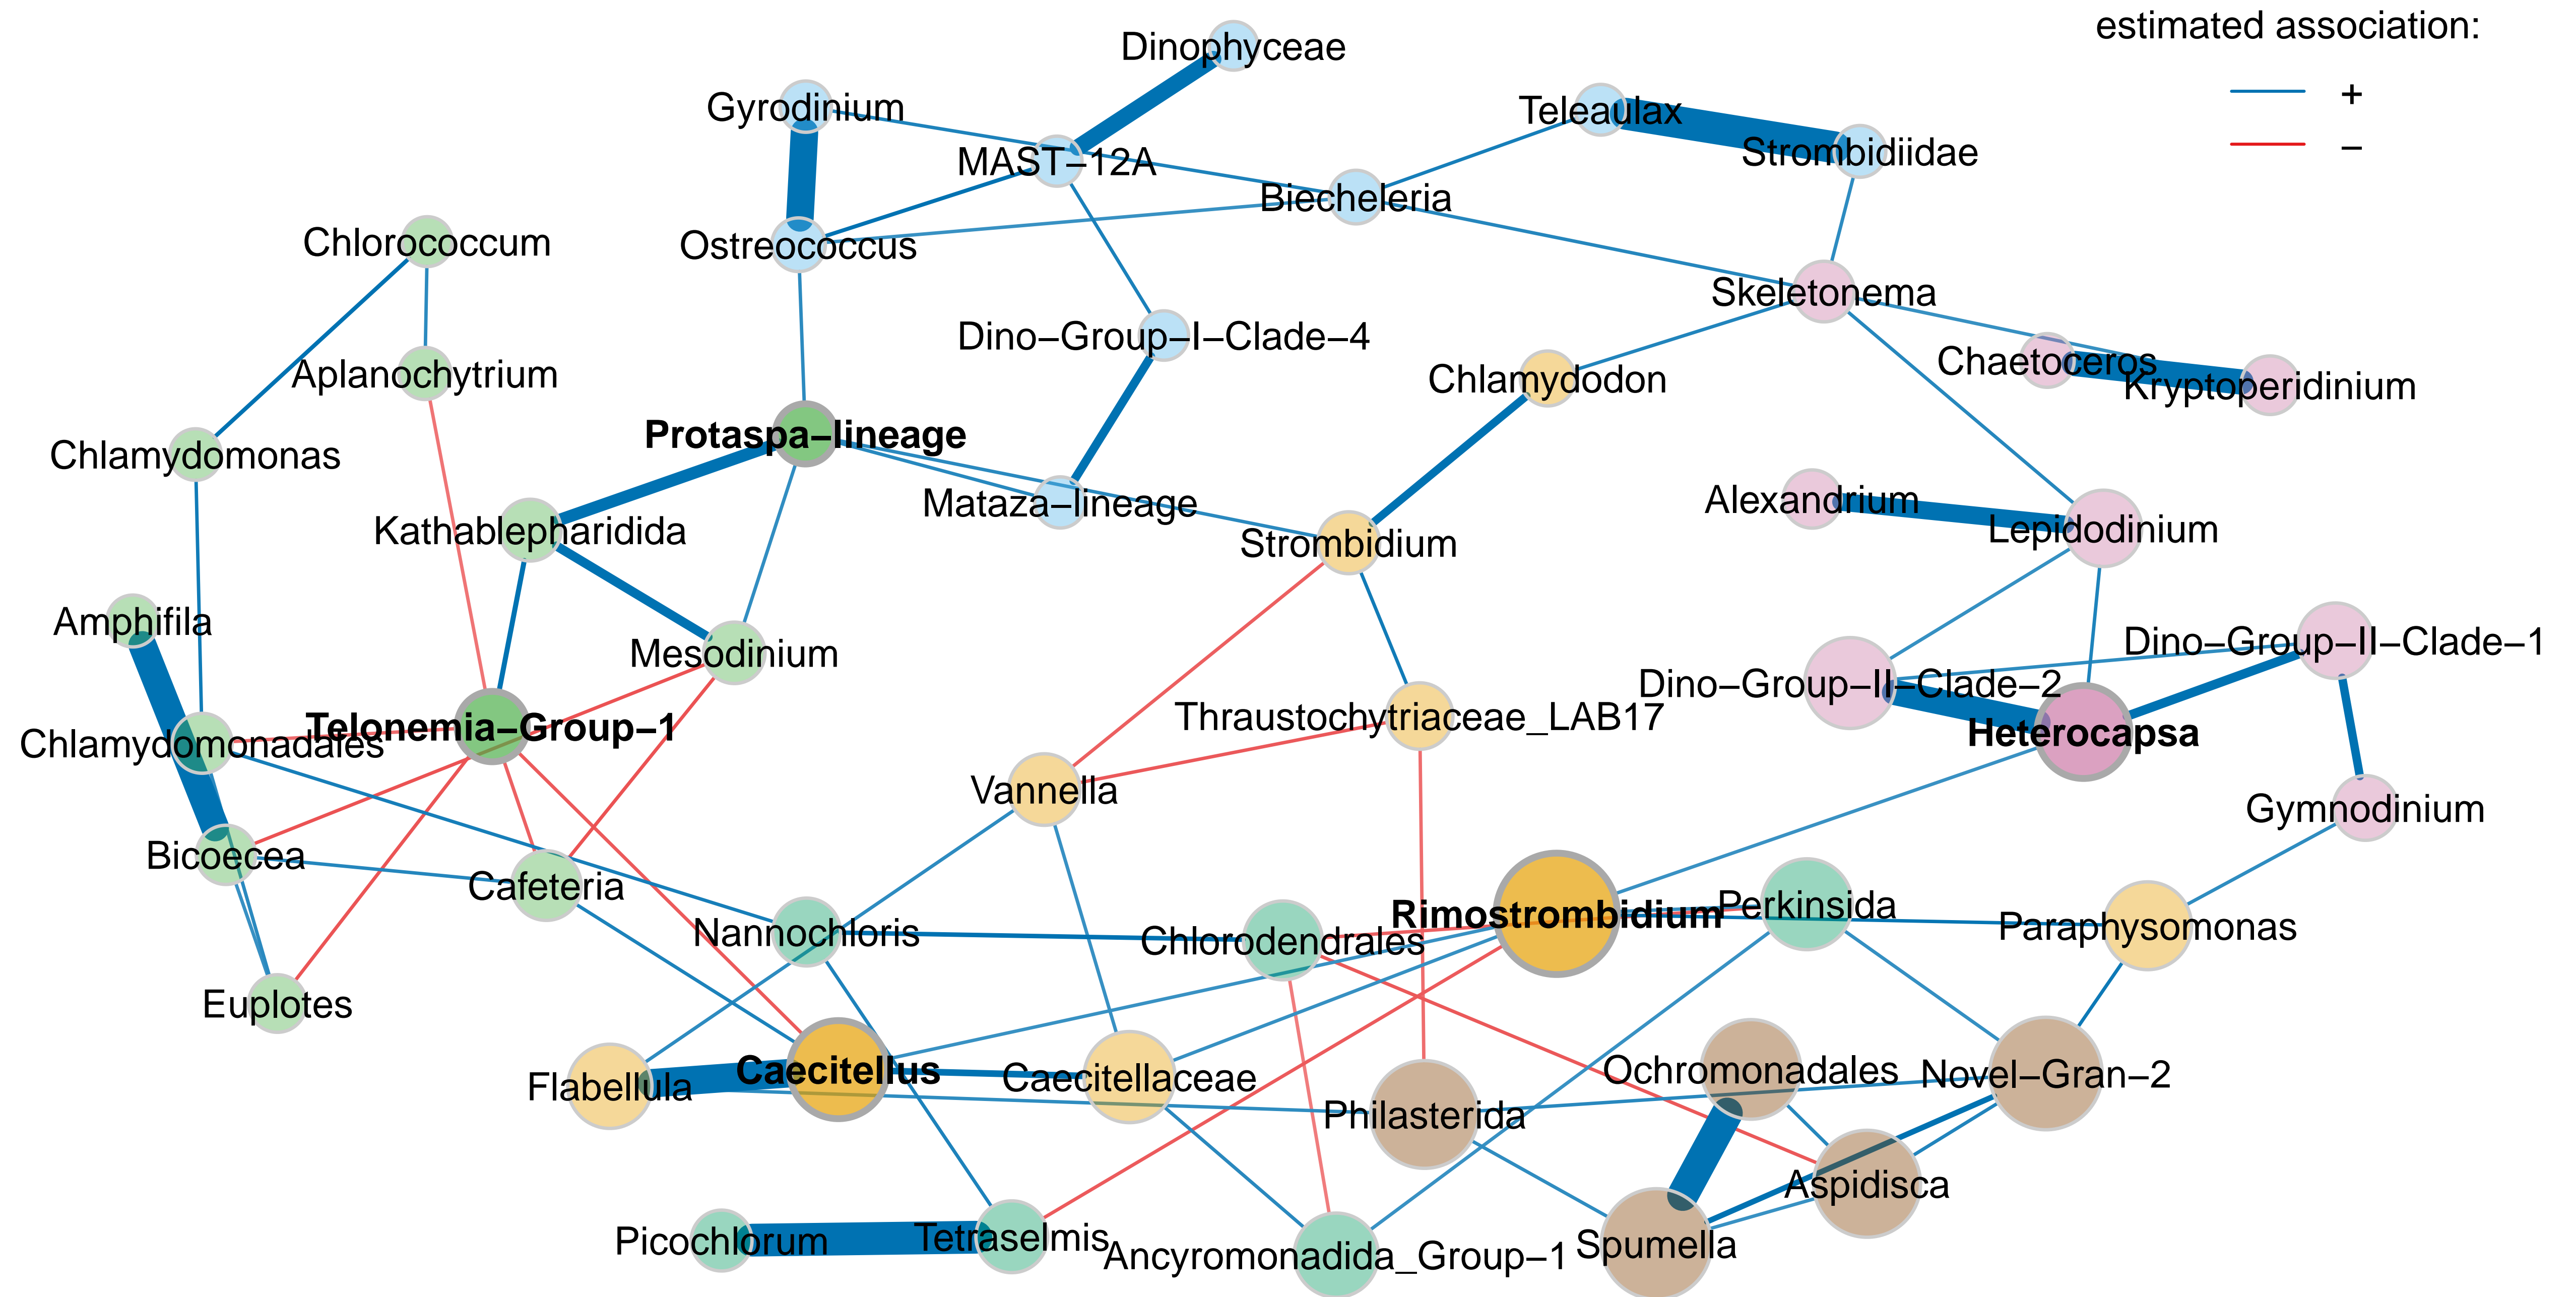 estimated association:
+
−
Dinophyceae
Gyrodinium
Teleaulax
MAST−12A
Strombidiidae
Biecheleria
Chlorococcum
Ostreococcus
Skeletonema
Dino−Group−I−Clade−4
Chaetoceros
Aplanochytrium
Chlamydodon
Kryptoperidinium
Protaspa−lineage
Chlamydomonas
Alexandrium
Mataza−lineage
Kathablepharidida
Lepidodinium
Strombidium
Amphifila
Dino−Group−II−Clade−1
Mesodinium
Dino−Group−II−Clade−2
Thraustochytriaceae_LAB17
Telonemia−Group−1
Heterocapsa
Chlamydomonadales
Vannella
Gymnodinium
Bicoecea
Cafeteria
Perkinsida
Rimostrombidium
Paraphysomonas
Nannochloris
Chlorodendrales
Euplotes
Caecitellus
Ochromonadales
Novel−Gran−2
Caecitellaceae
Flabellula
Philasterida
Aspidisca
Tetraselmis
Picochlorum
Spumella
Ancyromonadida_Group−1